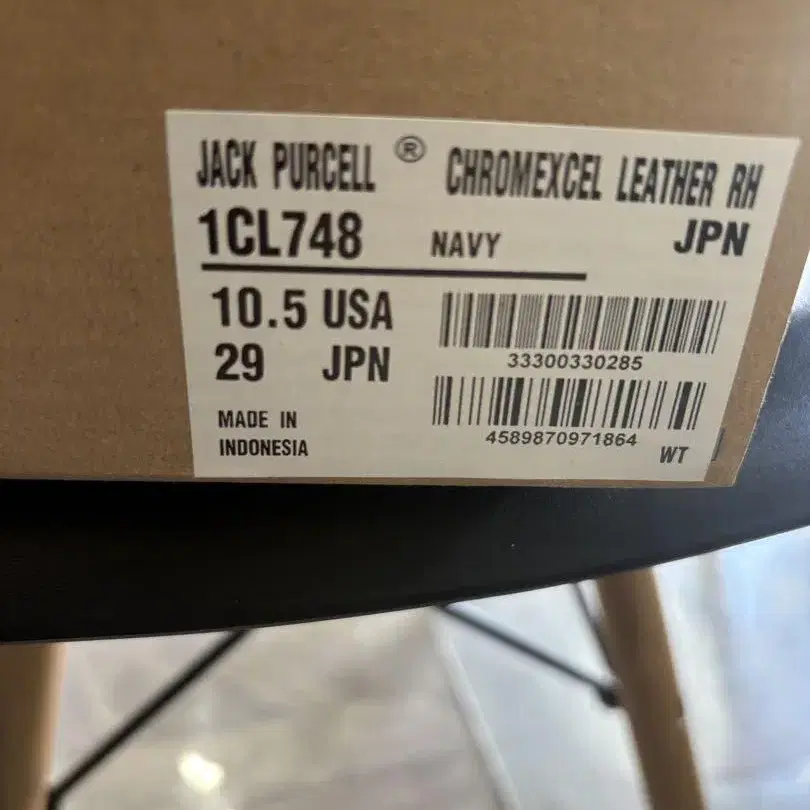 JACK PURCELL ® CHROMEXCEL LEATHER RH
1CL748 NAVY JPN
10.5 USA
29 JPN
33300330285
MADE IN
INDONESIA
4589870971864
WT